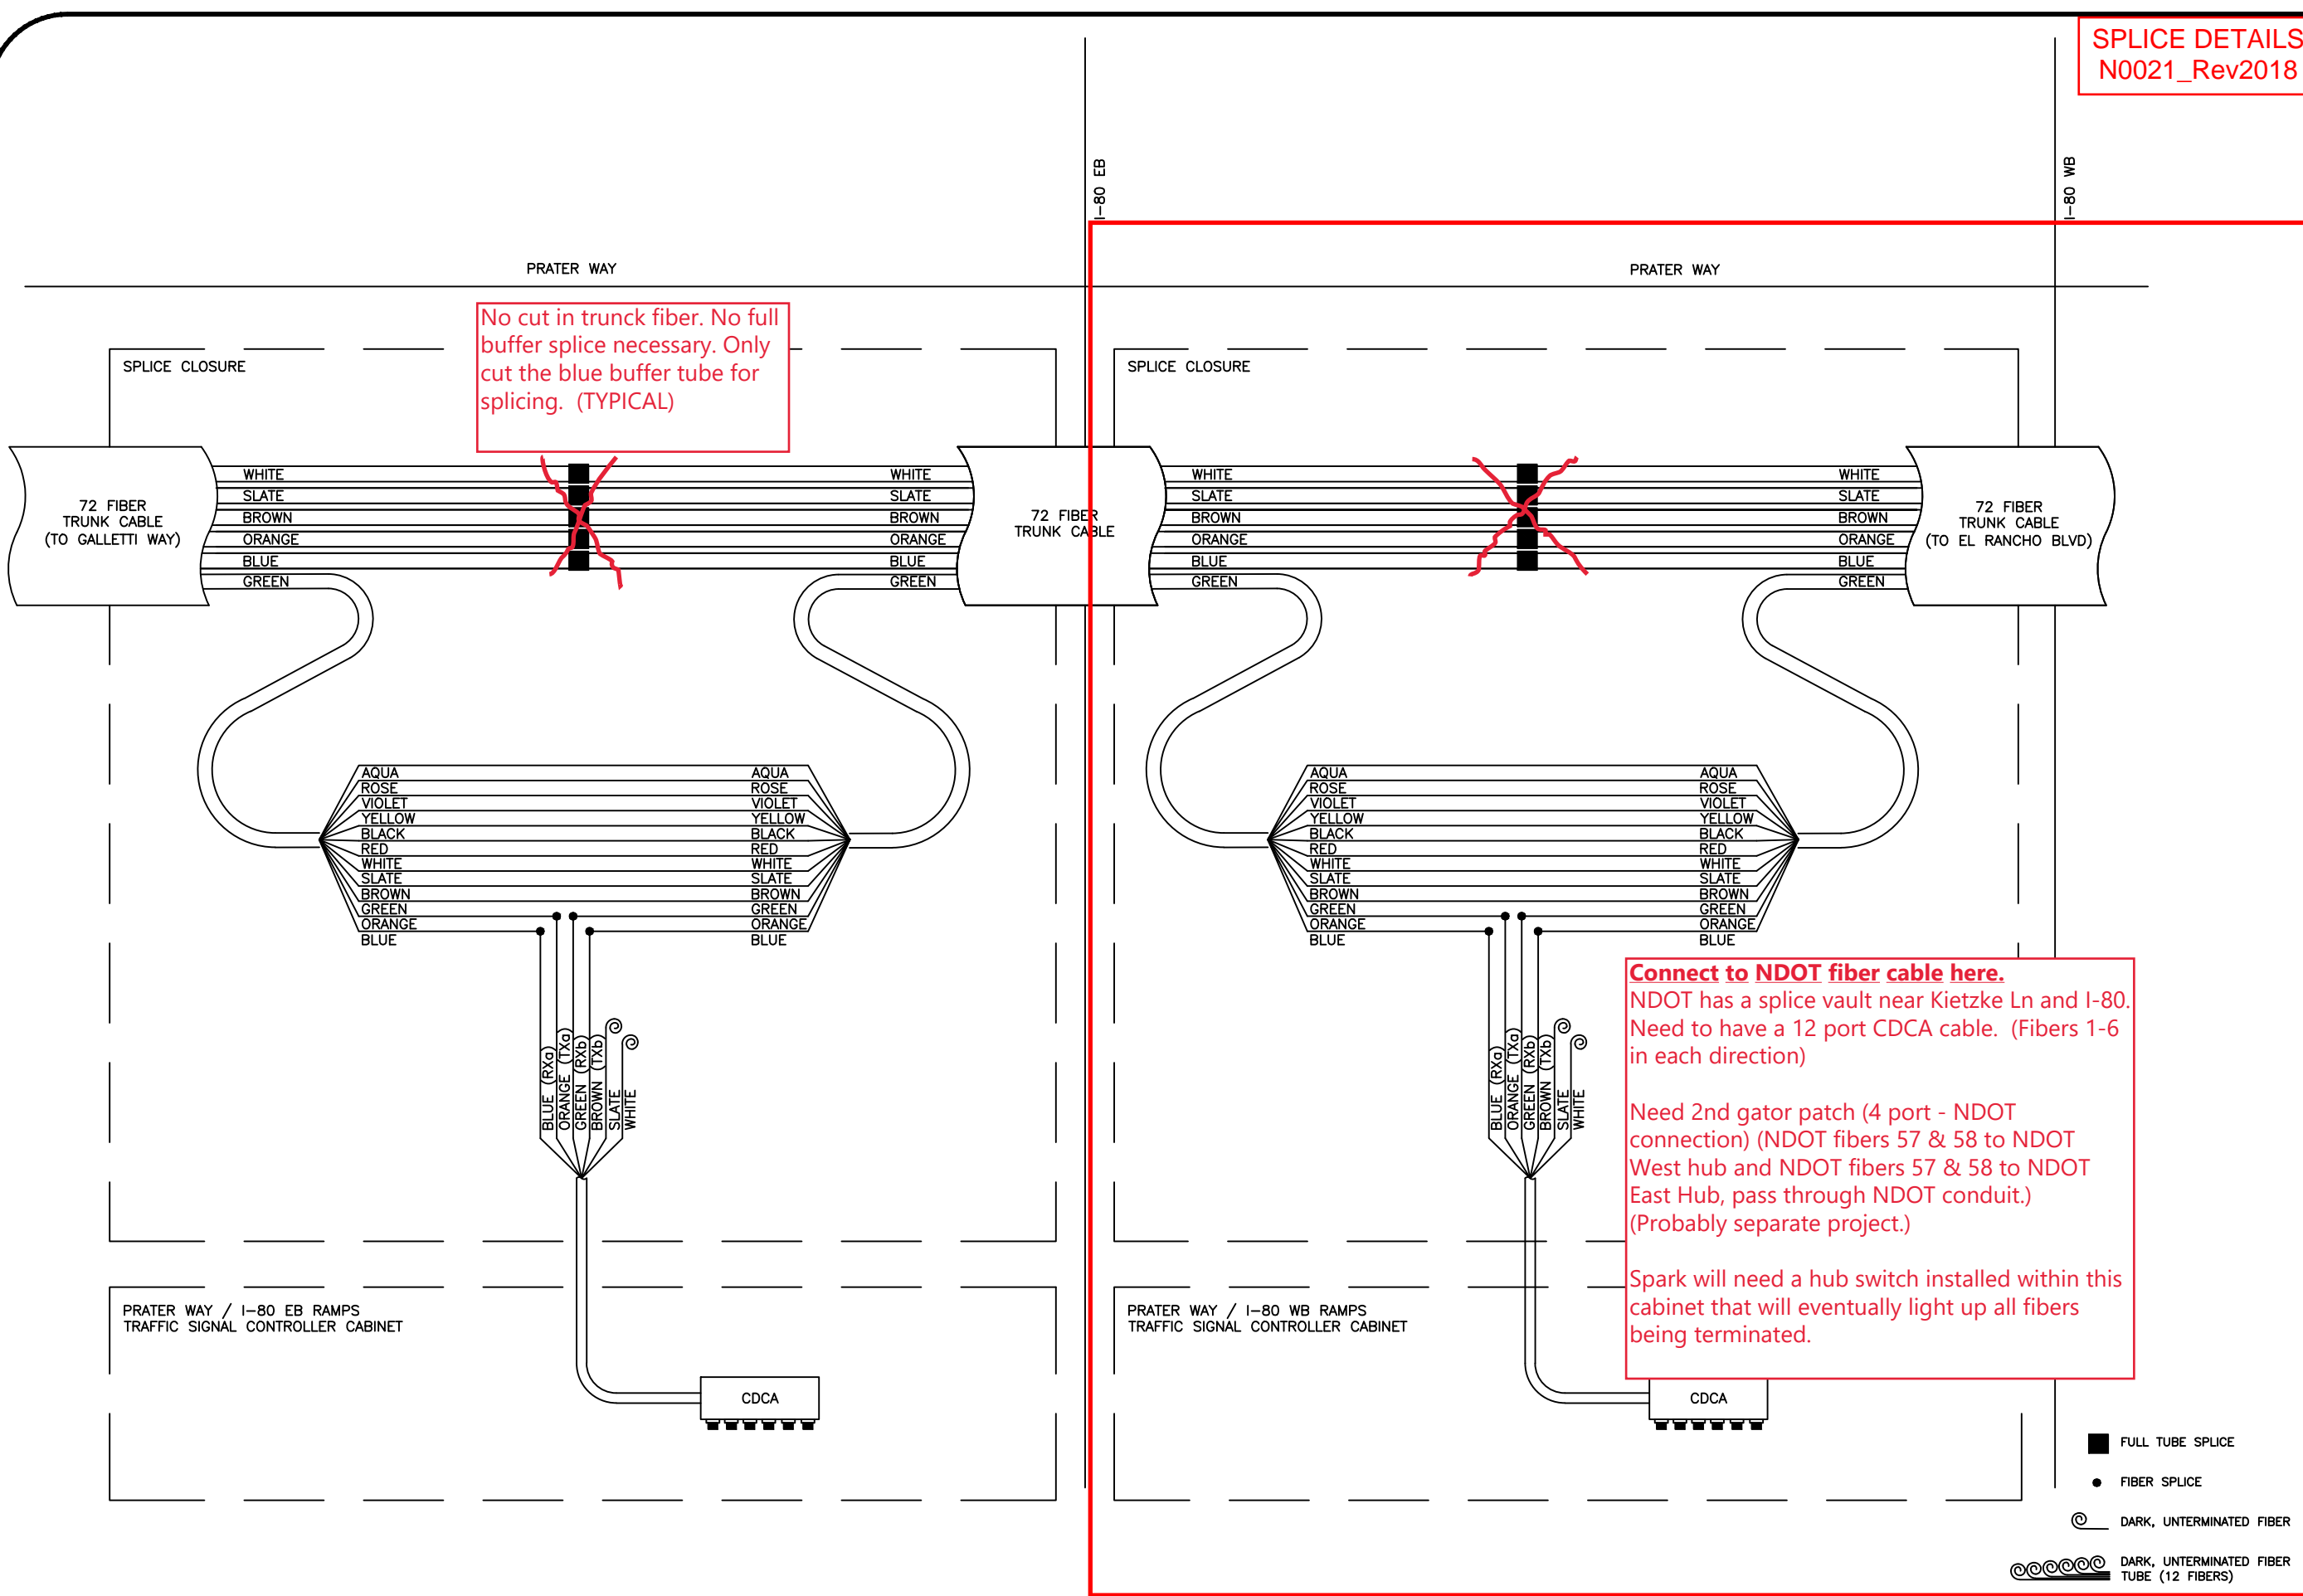 SPLICE DETAILS
N0021_Rev2018
I-80 EB
I-80 WB
PRATER WAY
PRATER WAY
No cut in trunck fiber. No full
buffer splice necessary. Only
cut the blue buffer tube for
splicing. (TYPICAL)
SPLICE CLOSURE
SPLICE CLOSURE
72 FIBER
TRUNK CABLE
(TO GALLETTI WAY)
WHITE
SLATE
BROWN
ORANGE
BLUE
GREEN
WHITE
SLATE
BROWN
ORANGE
BLUE
GREEN
72 FIBER
TRUNK CABLE
WHITE
SLATE
BROWN
ORANGE
BLUE
GREEN
WHITE
SLATE
BROWN
ORANGE
BLUE
GREEN
72 FIBER
TRUNK CABLE
(TO EL RANCHO BLVD)
AQUA
ROSE
VIOLET
YELLOW
BLACK
RED
WHITE
SLATE
BROWN
GREEN
ORANGE
BLUE
AQUA
ROSE
VIOLET
YELLOW
BLACK
RED
WHITE
SLATE
BROWN
GREEN
ORANGE
BLUE
AQUA
ROSE
VIOLET
YELLOW
BLACK
RED
WHITE
SLATE
BROWN
GREEN
ORANGE
BLUE
AQUA
ROSE
VIOLET
YELLOW
BLACK
RED
WHITE
SLATE
BROWN
GREEN
ORANGE
BLUE
BLUE (RXa)
ORANGE (TXa)
GREEN (RXb)
BROWN (TXb)
SLATE
WHITE
BLUE (RXa)
ORANGE (TXa)
GREEN (RXb)
BROWN (TXb)
SLATE
WHITE
Connect to NDOT fiber cable here.
NDOT has a splice vault near Kietzke Ln and I-80.
Need to have a 12 port CDCA cable. (Fibers 1-6
in each direction)
Need 2nd gator patch (4 port - NDOT
connection) (NDOT fibers 57 & 58 to NDOT
West hub and NDOT fibers 57 & 58 to NDOT
East Hub, pass through NDOT conduit.)
(Probably separate project.)
Spark will need a hub switch installed within this
cabinet that will eventually light up all fibers
being terminated.
PRATER WAY / I-80 EB RAMPS
TRAFFIC SIGNAL CONTROLLER CABINET
PRATER WAY / I-80 WB RAMPS
TRAFFIC SIGNAL CONTROLLER CABINET
CDCA
CDCA
FULL TUBE SPLICE
FIBER SPLICE
DARK, UNTERMINATED FIBER
DARK, UNTERMINATED FIBER
TUBE (12 FIBERS)